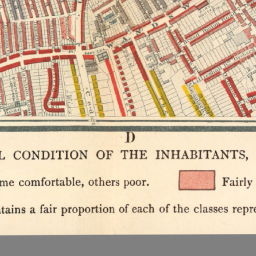 D
L CONDITION OF THE INHABITANTS,
me comfortable, others poor. Fairly
tains a fair proportion of each of the classes repre